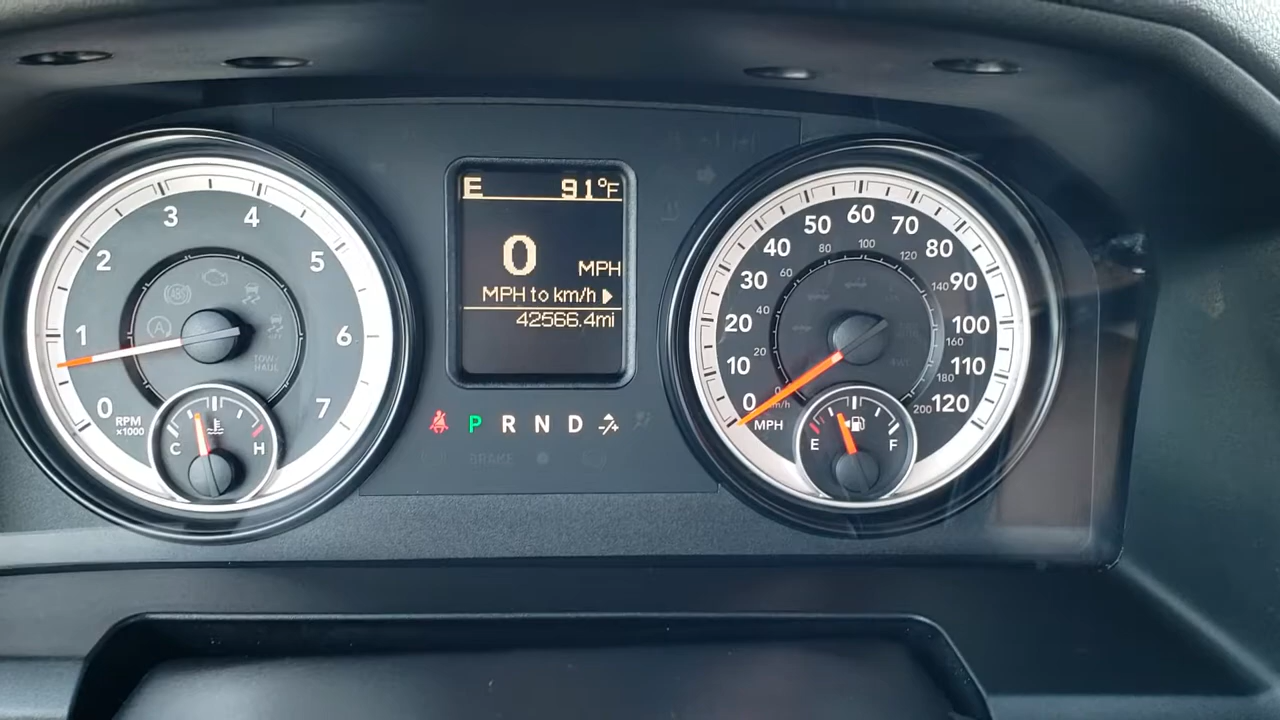 E 91°F
0 MPH
MPH to km/h
42566.4mi
P R N D
0 1 2 3 4 5 6 7
RPM
x1000
ABS
A
TOW-
HAUL
C H
0 10 20 30 40 50 60 70 80 90 100 110 120
MPH
0 20 40 60 80 100 120 140 160 180 200
km/h
E F
BRAKE